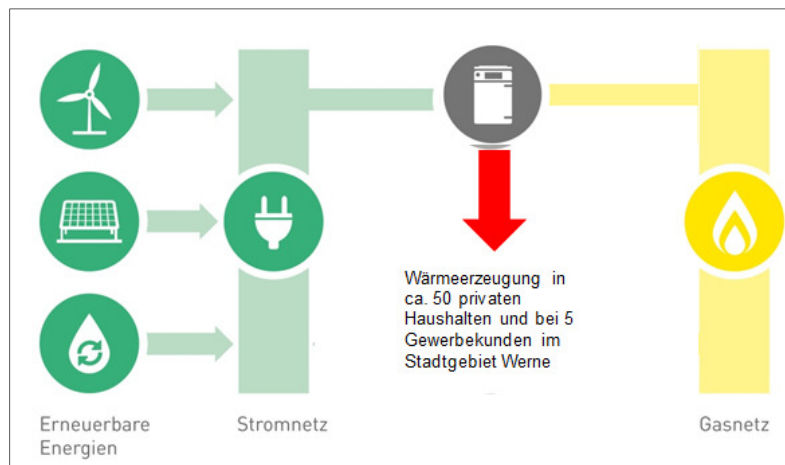 Wärmeerzeugung in
ca. 50 privaten
Haushalten und bei 5
Gewerbekunden im
Stadtgebiet Werne
Erneuerbare
Energien
Stromnetz
Gasnetz